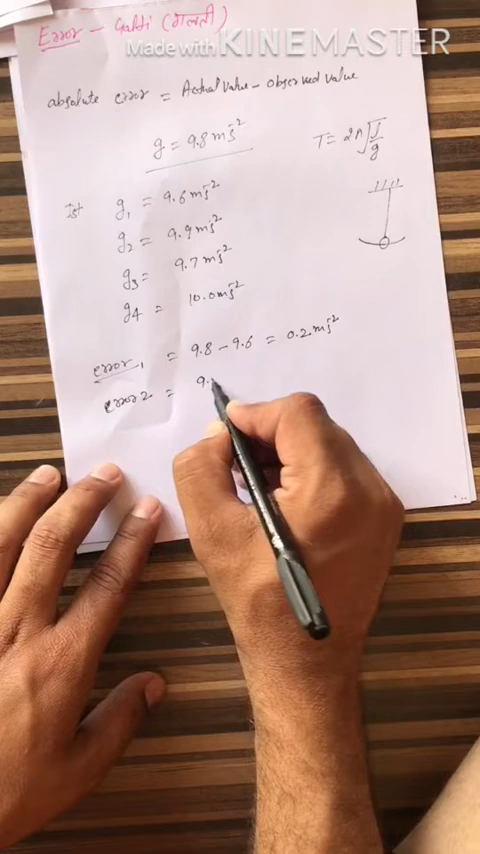 Error - Galti (गलती)
Made with KINEMASTER
absolute error = Actual value - observed value
g = 9.8 ms⁻²
T = 2π√l/g
Ist g₁ = 9.6 ms⁻²
g₂ = 9.9 ms⁻²
g₃ = 9.7 ms⁻²
g₄ = 10.0 ms⁻²
error₁ = 9.8 - 9.6 = 0.2 ms⁻²
error 2 = 9.